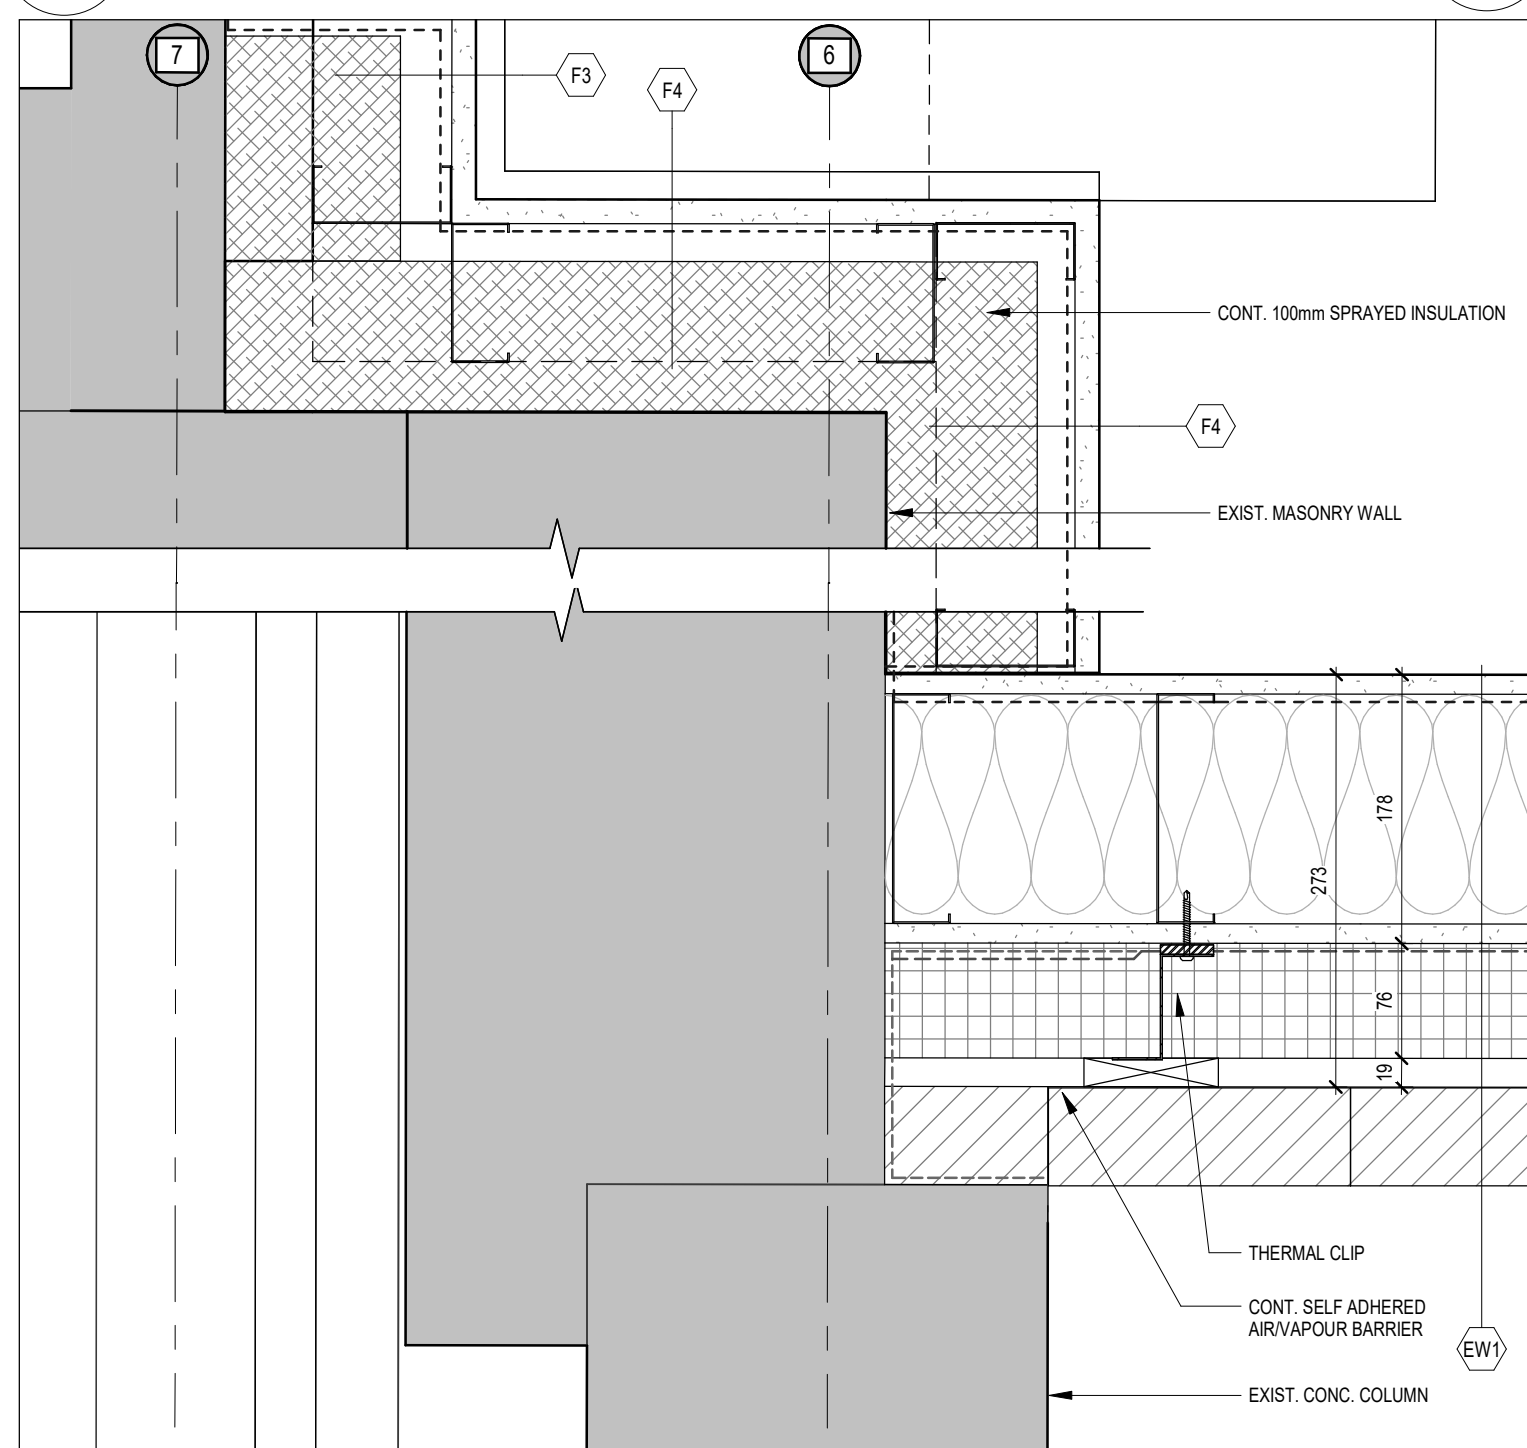 7
6
F3
F4
CONT. 100mm SPRAYED INSULATION
F4
EXIST. MASONRY WALL
178
273
76
19
THERMAL CLIP
CONT. SELF ADHERED
AIR/VAPOUR BARRIER
EW1
EXIST. CONC. COLUMN